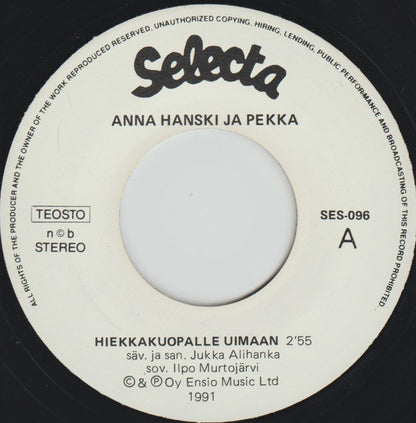 ALL RIGHTS OF THE PRODUCER AND THE OWNER OF THE WORK REPRODUCED RESERVED. UNAUTHORIZED COPYING, HIRING, LENDING, PUBLIC PERFORMANCE AND BROADCASTING OF THIS RECORD PROHIBITED.
Selecta
ANNA HANSKI JA PEKKA
TEOSTO
n©b
STEREO
SES-096
A
HIEKKAKUOPALLE UIMAAN 2'55
säv. ja san. Jukka Alihanka
sov. Ilpo Murtojärvi
© & ℗ Oy Ensio Music Ltd
1991